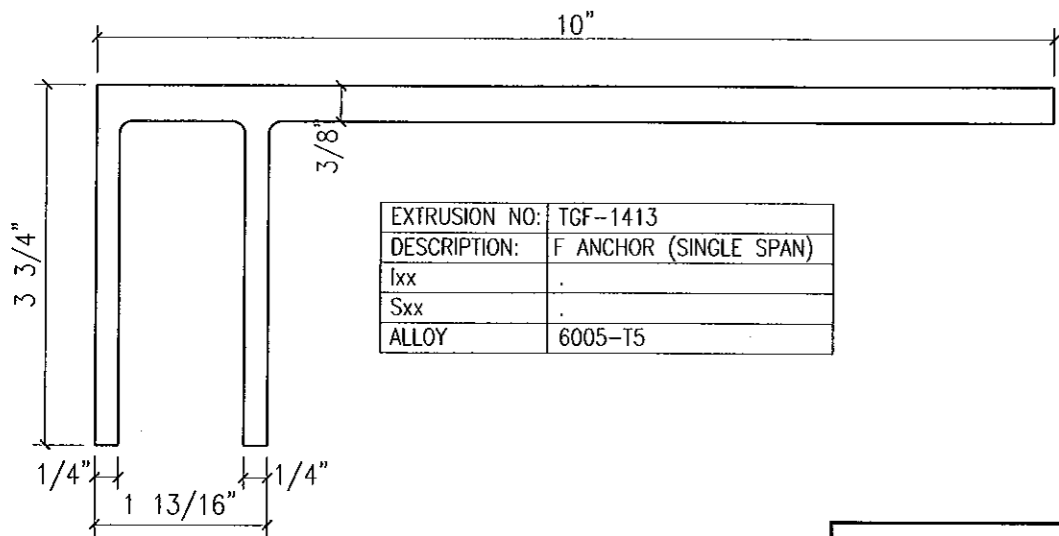 10"
3/8"
3 3/4"
EXTRUSION NO: TGF-1413
DESCRIPTION: F ANCHOR (SINGLE SPAN)
Ixx .
Sxx .
ALLOY 6005-T5
1/4" 1/4"
1 13/16"